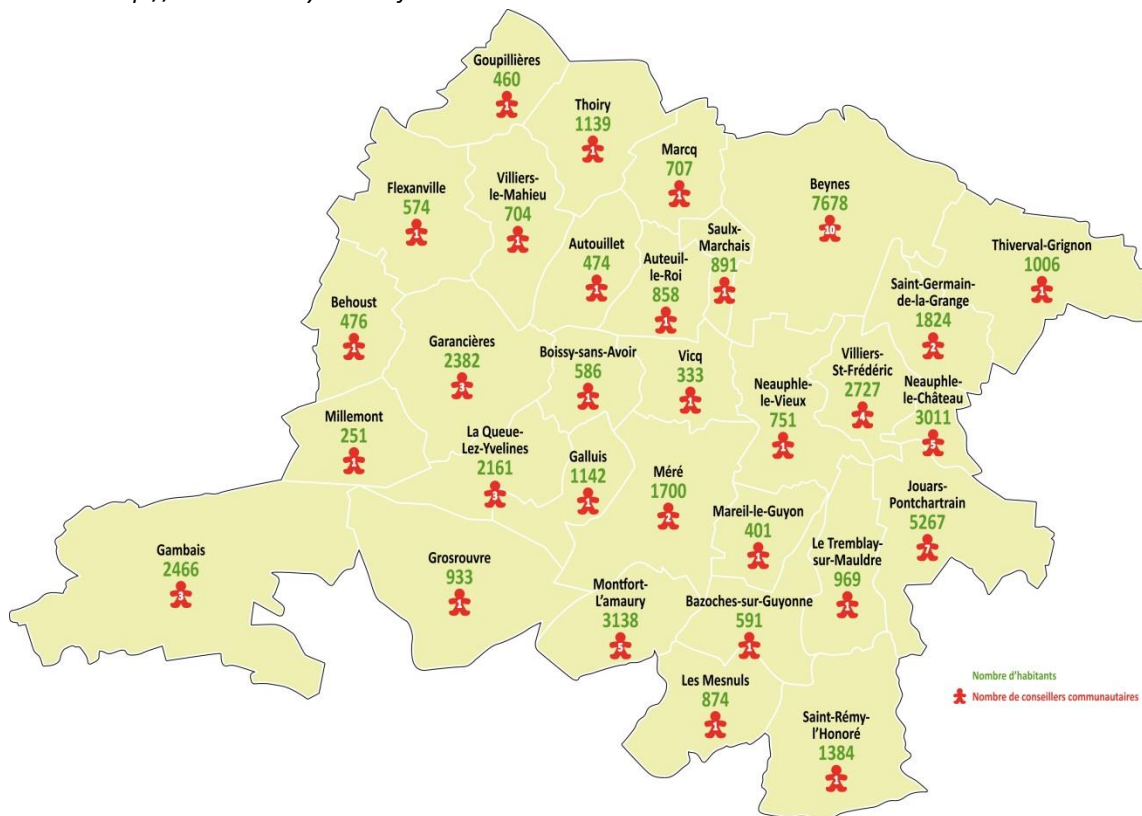 Goupillières
460
1
Thoiry
1139
1
Marcq
707
1
Beynes
7678
10
Flexanville
574
1
Villiers-
le-Mahieu
704
1
Autouillet
474
1
Auteuil-
le-Roi
858
1
Saulx-
Marchais
891
1
Thiverval-Grignon
1006
1
Saint-Germain-
de-la-Grange
1824
2
Behoust
476
1
Garancières
2382
3
Boissy-sans-Avoir
586
1
Vicq
333
1
Neauphle-
le-Vieux
751
1
Villiers-
St-Frédéric
2727
4
Neauphle-
le-Château
3011
5
Millemont
251
1
La Queue-
Lez-Yvelines
2161
3
Galluis
1142
1
Méré
1700
2
Mareil-le-Guyon
401
1
Jouars-
Pontchartrain
5267
7
Gambais
2466
3
Grosrouvre
933
1
Montfort-
L'amaury
3138
5
Bazoches-sur-Guyonne
591
1
Le Tremblay-
sur-Mauldre
969
1
Les Mesnuls
874
1
Saint-Rémy-
l'Honoré
1384
1
Nombre d'habitants
Nombre de conseillers communautaires